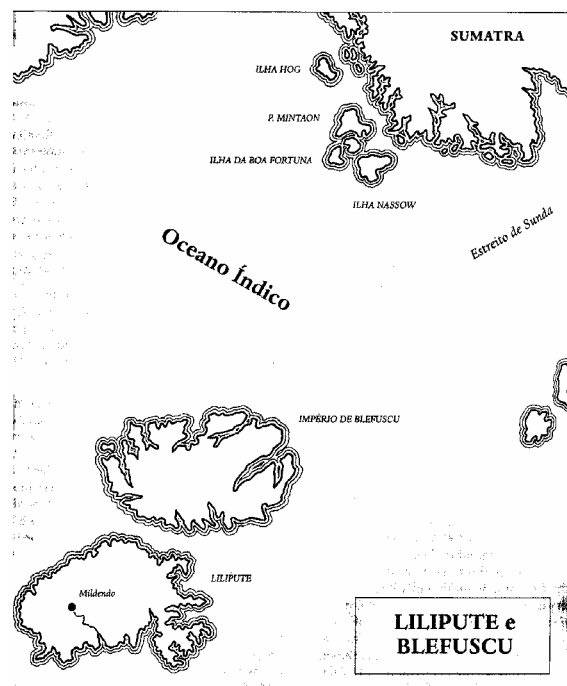 SUMATRA
ILHA HOG
P. MINTAON
ILHA DA BOA FORTUNA
ILHA NASSOW
Estreito de Sunda
Oceano Índico
IMPÉRIO DE BLEFUSCU
LILIPUTE
Mildendo
LILIPUTE e
BLEFUSCU